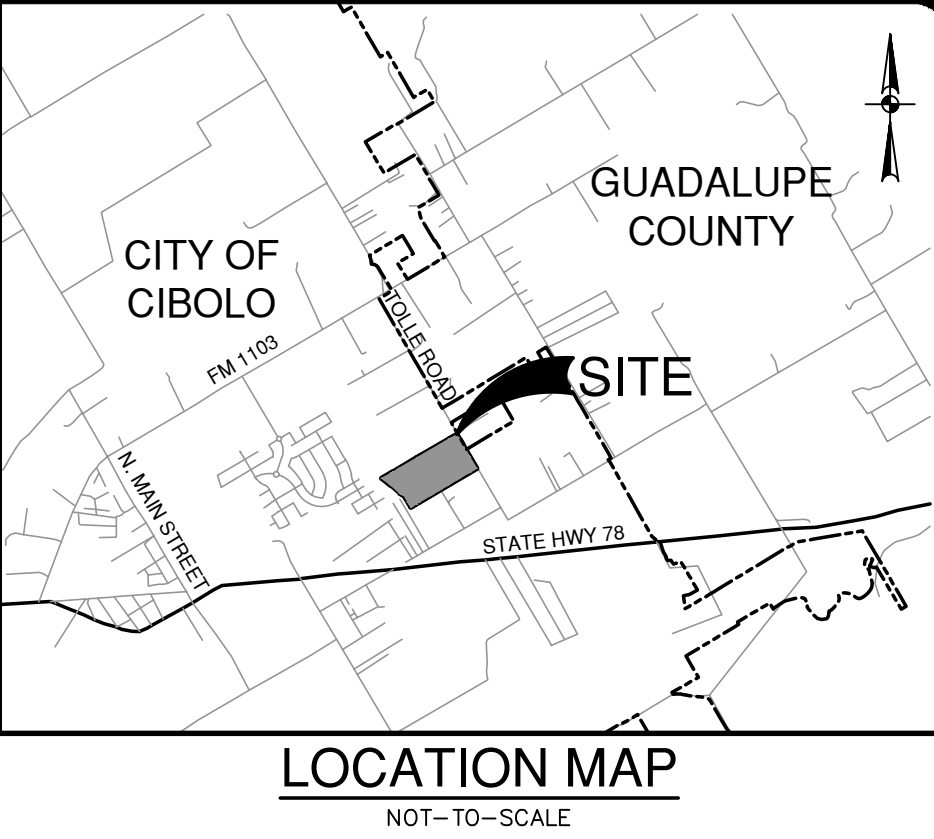 GUADALUPE
COUNTY
CITY OF
CIBOLO
TOLLE ROAD
FM 1103
SITE
N. MAIN STREET
STATE HWY 78
LOCATION MAP
NOT-TO-SCALE